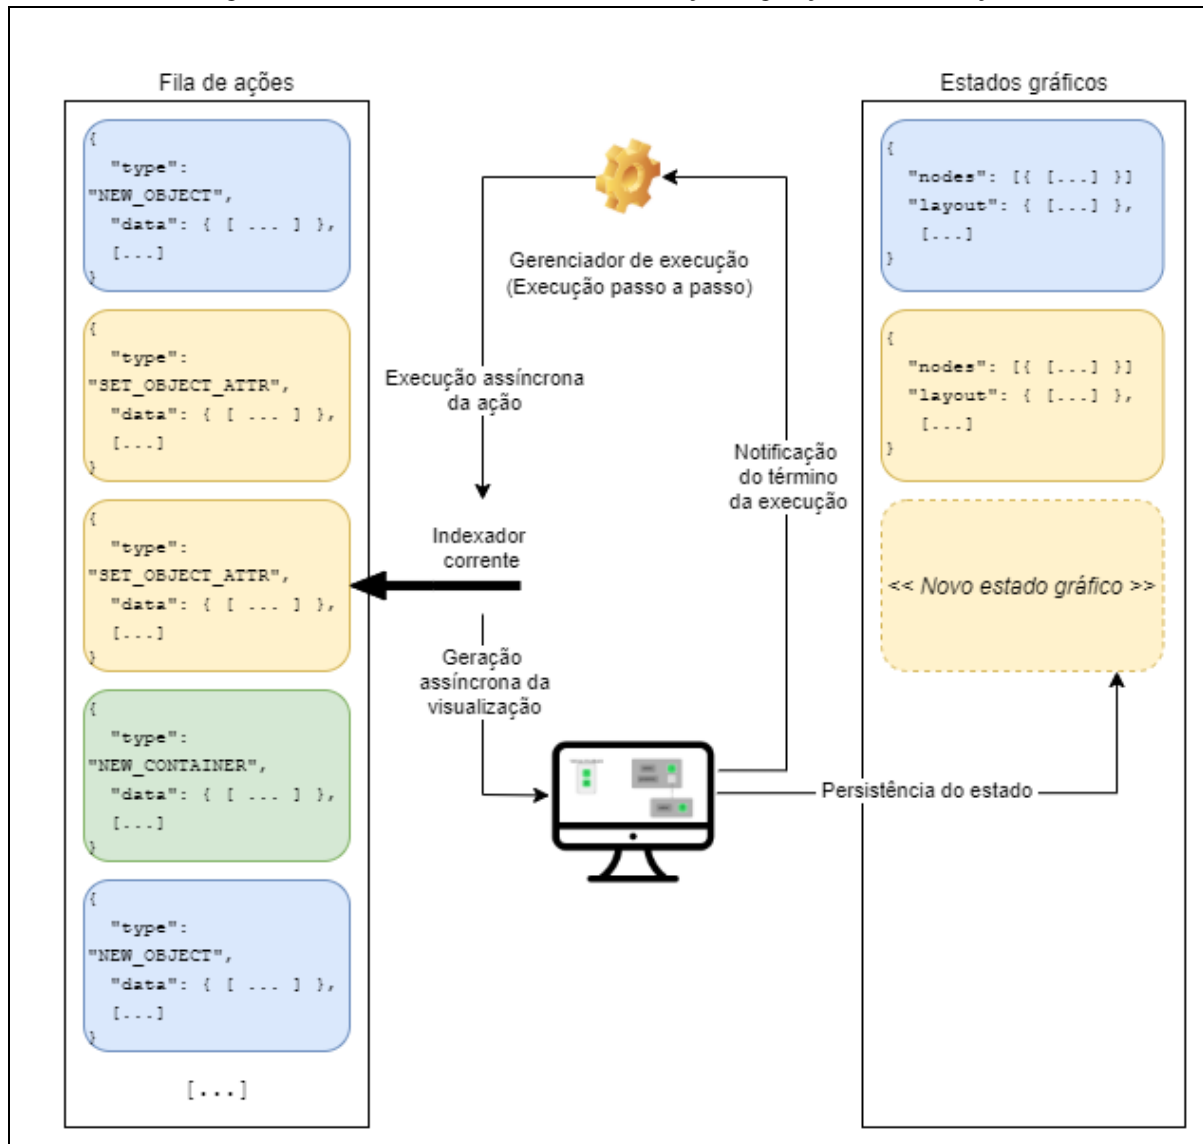 Fila de ações
{
"type":
"NEW_OBJECT",
"data": { [ ... ] },
[...]
}
{
"type":
"SET_OBJECT_ATTR",
"data": { [ ... ] },
[...]
}
{
"type":
"SET_OBJECT_ATTR",
"data": { [ ... ] },
[...]
}
{
"type":
"NEW_CONTAINER",
"data": { [ ... ] },
[...]
}
{
"type":
"NEW_OBJECT",
"data": { [ ... ] },
[...]
}
[...]
Gerenciador de execução
(Execução passo a passo)
Execução assíncrona
da ação
Indexador
corrente
Geração
assíncrona da
visualização
Notificação
do término
da execução
Persistência do estado
Estados gráficos
{
"nodes": [{ [...] }]
"layout": { [...] },
[...]
}
{
"nodes": [{ [...] }]
"layout": { [...] },
[...]
}
<< Novo estado gráfico >>